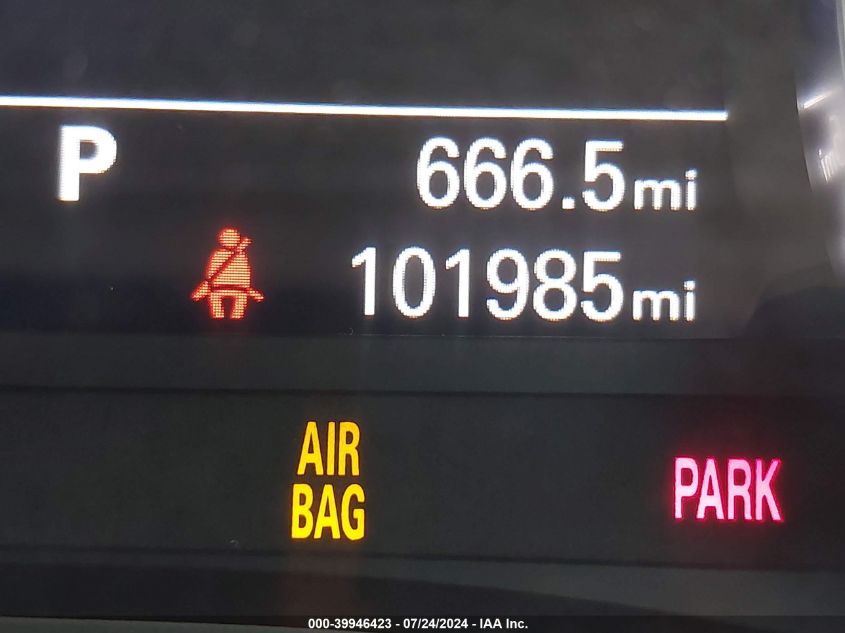 P 666.5mi
101985mi
AIR
BAG
PARK
000-39946423 - 07/24/2024 - IAA Inc.